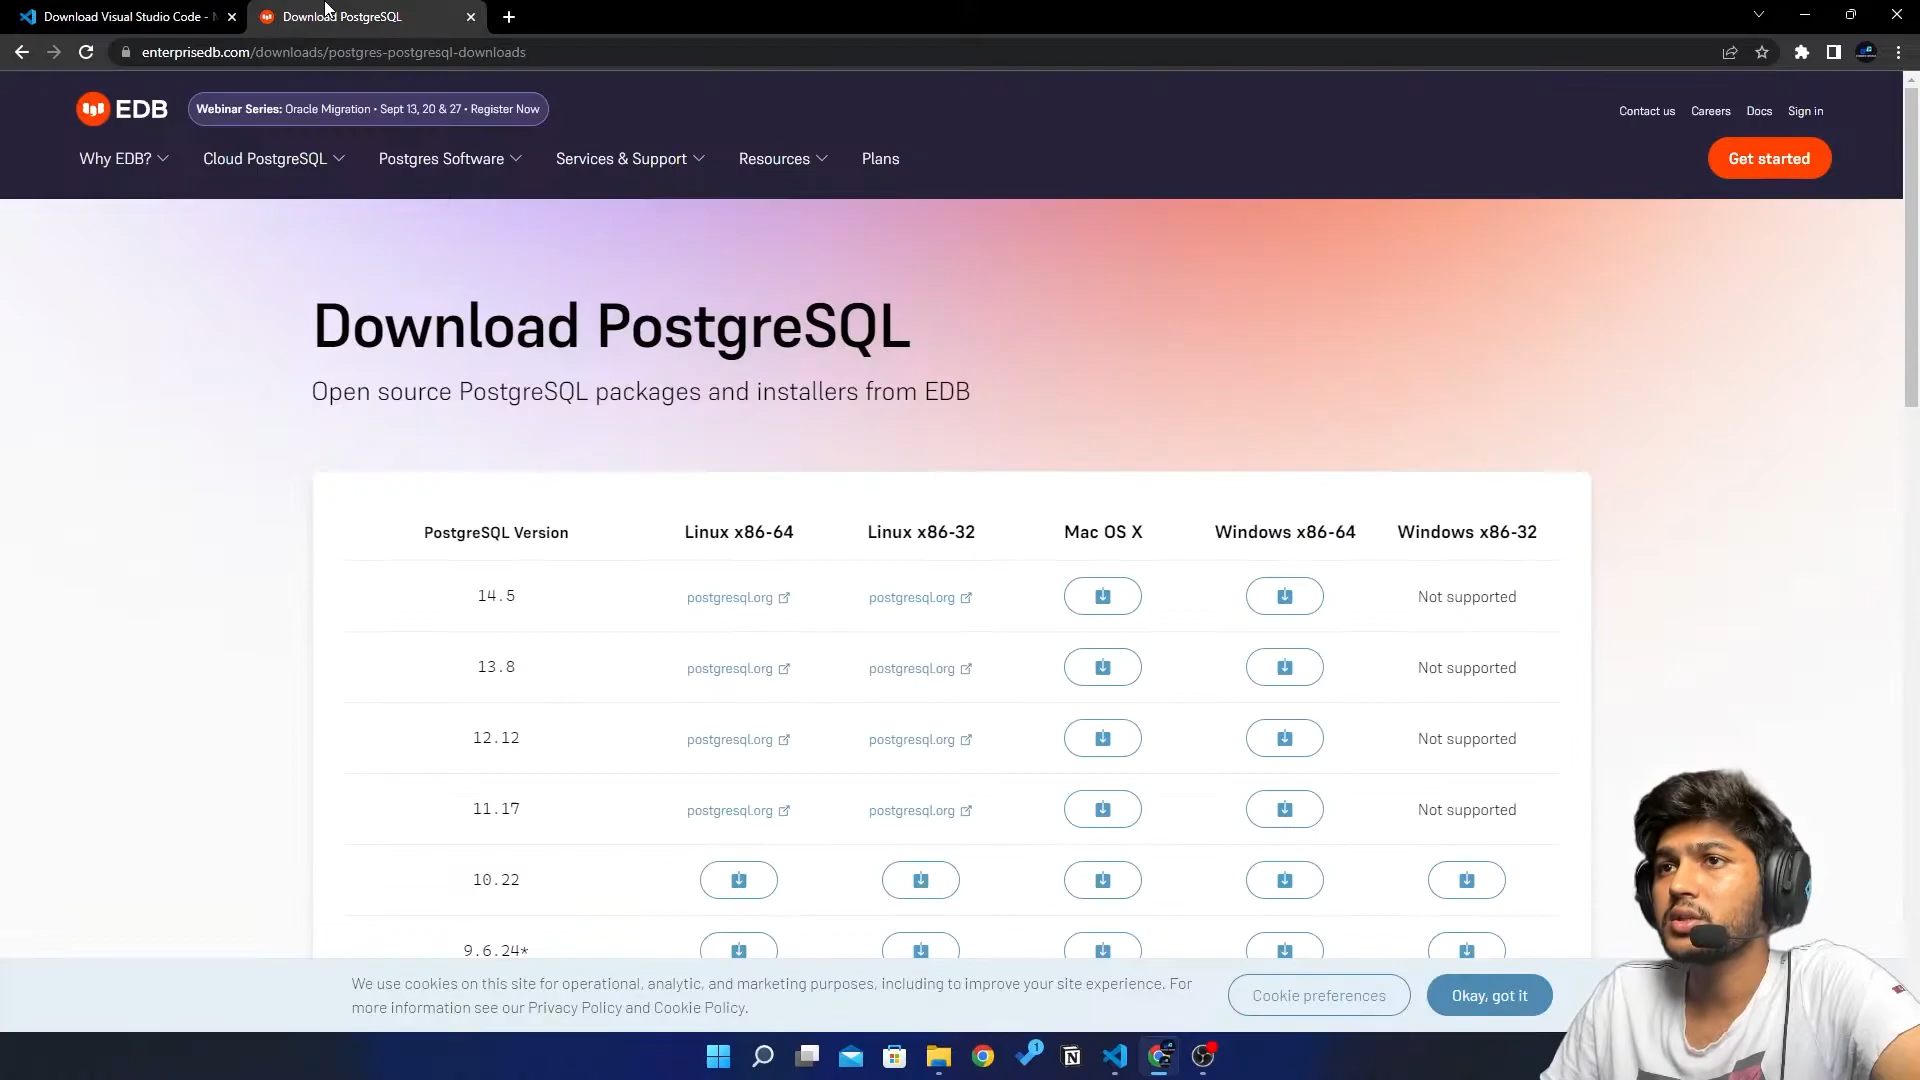 Download Visual Studio Code -
Download PostgreSQL
enterprisedb.com/downloads/postgres-postgresql-downloads
EDB
Webinar Series: Oracle Migration • Sept 13, 20 & 27 • Register Now
Contact us
Careers
Docs
Sign in
Why EDB?
Cloud PostgreSQL
Postgres Software
Services & Support
Resources
Plans
Get started
Download PostgreSQL
Open source PostgreSQL packages and installers from EDB
PostgreSQL Version Linux x86-64 Linux x86-32 Mac OS X Windows x86-64 Windows x86-32
14.5 postgresql.org postgresql.org Not supported
13.8 postgresql.org postgresql.org Not supported
12.12 postgresql.org postgresql.org Not supported
11.17 postgresql.org postgresql.org Not supported
10.22
9.6.24*
We use cookies on this site for operational, analytic, and marketing purposes, including to improve your site experience. For
more information see our Privacy Policy and Cookie Policy.
Cookie preferences
Okay, got it
1